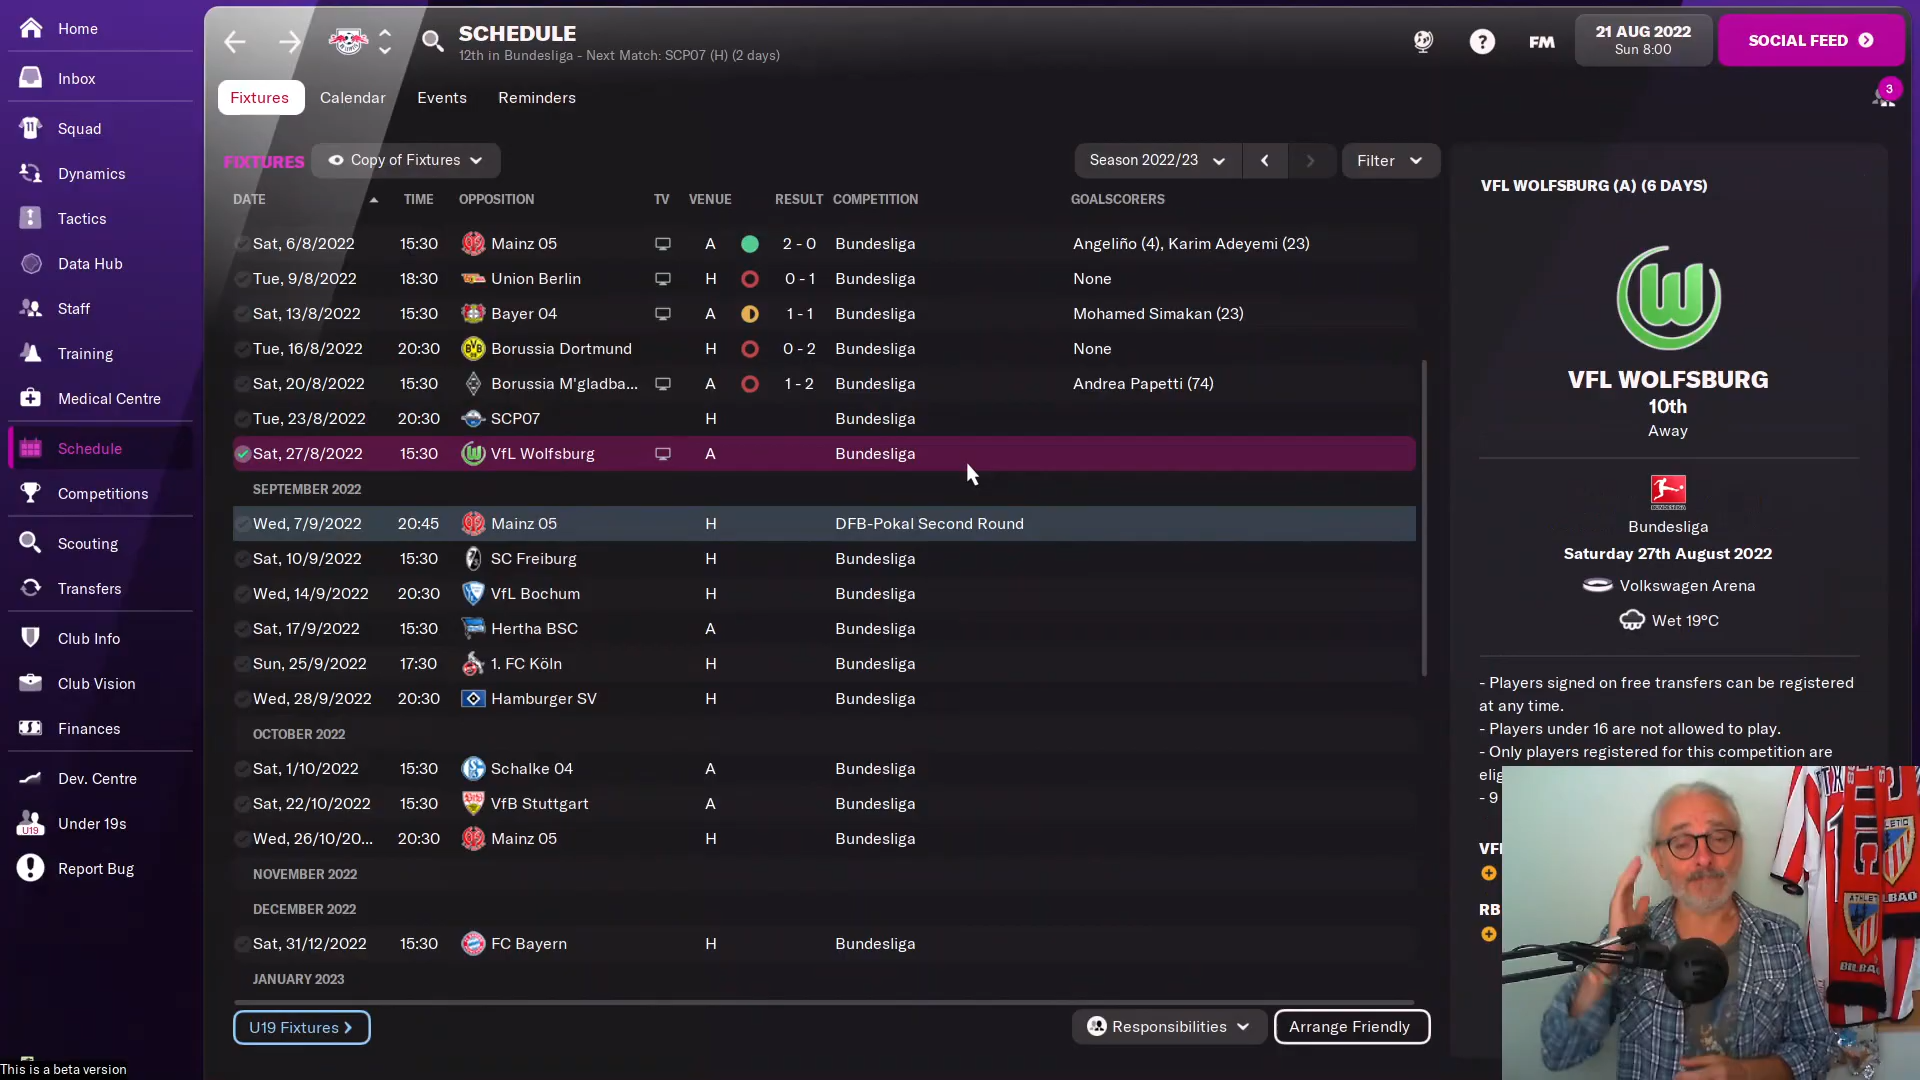 Home
Inbox
Squad
Dynamics
Tactics
Data Hub
Staff
Training
Medical Centre
Schedule
Competitions
Scouting
Transfers
Club Info
Club Vision
Finances
Dev. Centre
U19
Under 19s
Report Bug
This is a beta version
SCHEDULE
12th in Bundesliga - Next Match: SCP07 (H) (2 days)
FM
21 AUG 2022
Sun 8:00
SOCIAL FEED
3
Fixtures Calendar Events Reminders
FIXTURES Copy of Fixtures Season 2022/23 Filter
DATE TIME OPPOSITION TV VENUE RESULT COMPETITION GOALSCORERS
Sat, 6/8/2022 15:30 Mainz 05 A 2 - 0 Bundesliga Angeliño (4), Karim Adeyemi (23)
Tue, 9/8/2022 18:30 Union Berlin H 0 - 1 Bundesliga None
Sat, 13/8/2022 15:30 Bayer 04 A 1 - 1 Bundesliga Mohamed Simakan (23)
Tue, 16/8/2022 20:30 Borussia Dortmund H 0 - 2 Bundesliga None
Sat, 20/8/2022 15:30 Borussia M'gladba... A 1 - 2 Bundesliga Andrea Papetti (74)
Tue, 23/8/2022 20:30 SCP07 H Bundesliga
Sat, 27/8/2022 15:30 VfL Wolfsburg A Bundesliga
SEPTEMBER 2022
Wed, 7/9/2022 20:45 Mainz 05 H DFB-Pokal Second Round
Sat, 10/9/2022 15:30 SC Freiburg H Bundesliga
Wed, 14/9/2022 20:30 VfL Bochum H Bundesliga
Sat, 17/9/2022 15:30 Hertha BSC A Bundesliga
Sun, 25/9/2022 17:30 1. FC Köln H Bundesliga
Wed, 28/9/2022 20:30 Hamburger SV H Bundesliga
OCTOBER 2022
Sat, 1/10/2022 15:30 Schalke 04 A Bundesliga
Sat, 22/10/2022 15:30 VfB Stuttgart A Bundesliga
Wed, 26/10/20... 20:30 Mainz 05 H Bundesliga
NOVEMBER 2022
DECEMBER 2022
Sat, 31/12/2022 15:30 FC Bayern H Bundesliga
JANUARY 2023
U19 Fixtures Responsibilities Arrange Friendly
VFL WOLFSBURG (A) (6 DAYS)
VFL WOLFSBURG
10th
Away
Bundesliga
Saturday 27th August 2022
Volkswagen Arena
Wet 19°C
- Players signed on free transfers can be registered
at any time.
- Players under 16 are not allowed to play.
- Only players registered for this competition are
elig
- 9
VFL
RB
BILBAO